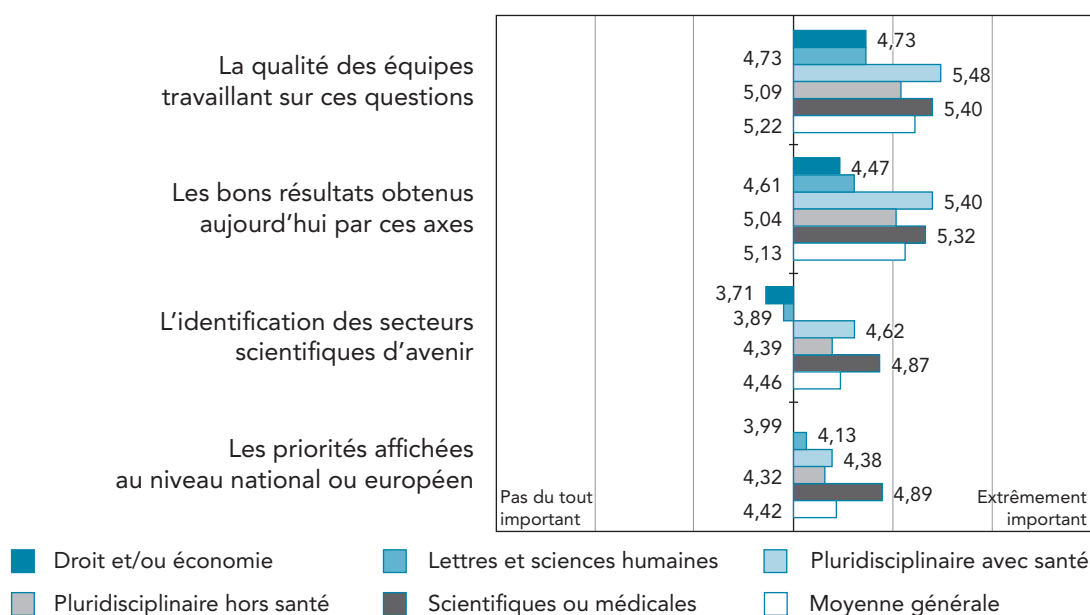 La qualité des équipes
travaillant sur ces questions
4,73
4,73
5,48
5,09
5,40
5,22
Les bons résultats obtenus
aujourd'hui par ces axes
4,47
4,61
5,40
5,04
5,32
5,13
L'identification des secteurs
scientifiques d'avenir
3,71
3,89
4,62
4,39
4,87
4,46
Les priorités affichées
au niveau national ou européen
3,99
4,13
4,38
4,32
4,89
4,42
Pas du tout
important
Extrêmement
important
Droit et/ou économie
Lettres et sciences humaines
Pluridisciplinaire avec santé
Pluridisciplinaire hors santé
Scientifiques ou médicales
Moyenne générale